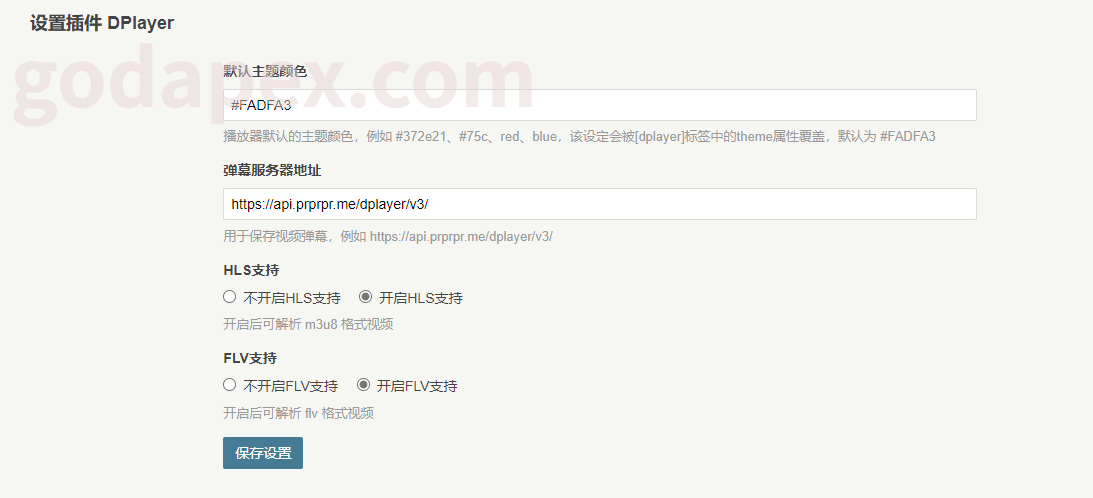 设置插件 DPlayer
godapex.com
默认主题颜色
#FADFA3
播放器默认的主题颜色，例如 #372e21、#75c、red、blue，该设定会被[dplayer]标签中的theme属性覆盖，默认为 #FADFA3
弹幕服务器地址
https://api.prprpr.me/dplayer/v3/
用于保存视频弹幕，例如 https://api.prprpr.me/dplayer/v3/
HLS支持
不开启HLS支持 开启HLS支持
开启后可解析 m3u8 格式视频
FLV支持
不开启FLV支持 开启FLV支持
开启后可解析 flv 格式视频
保存设置